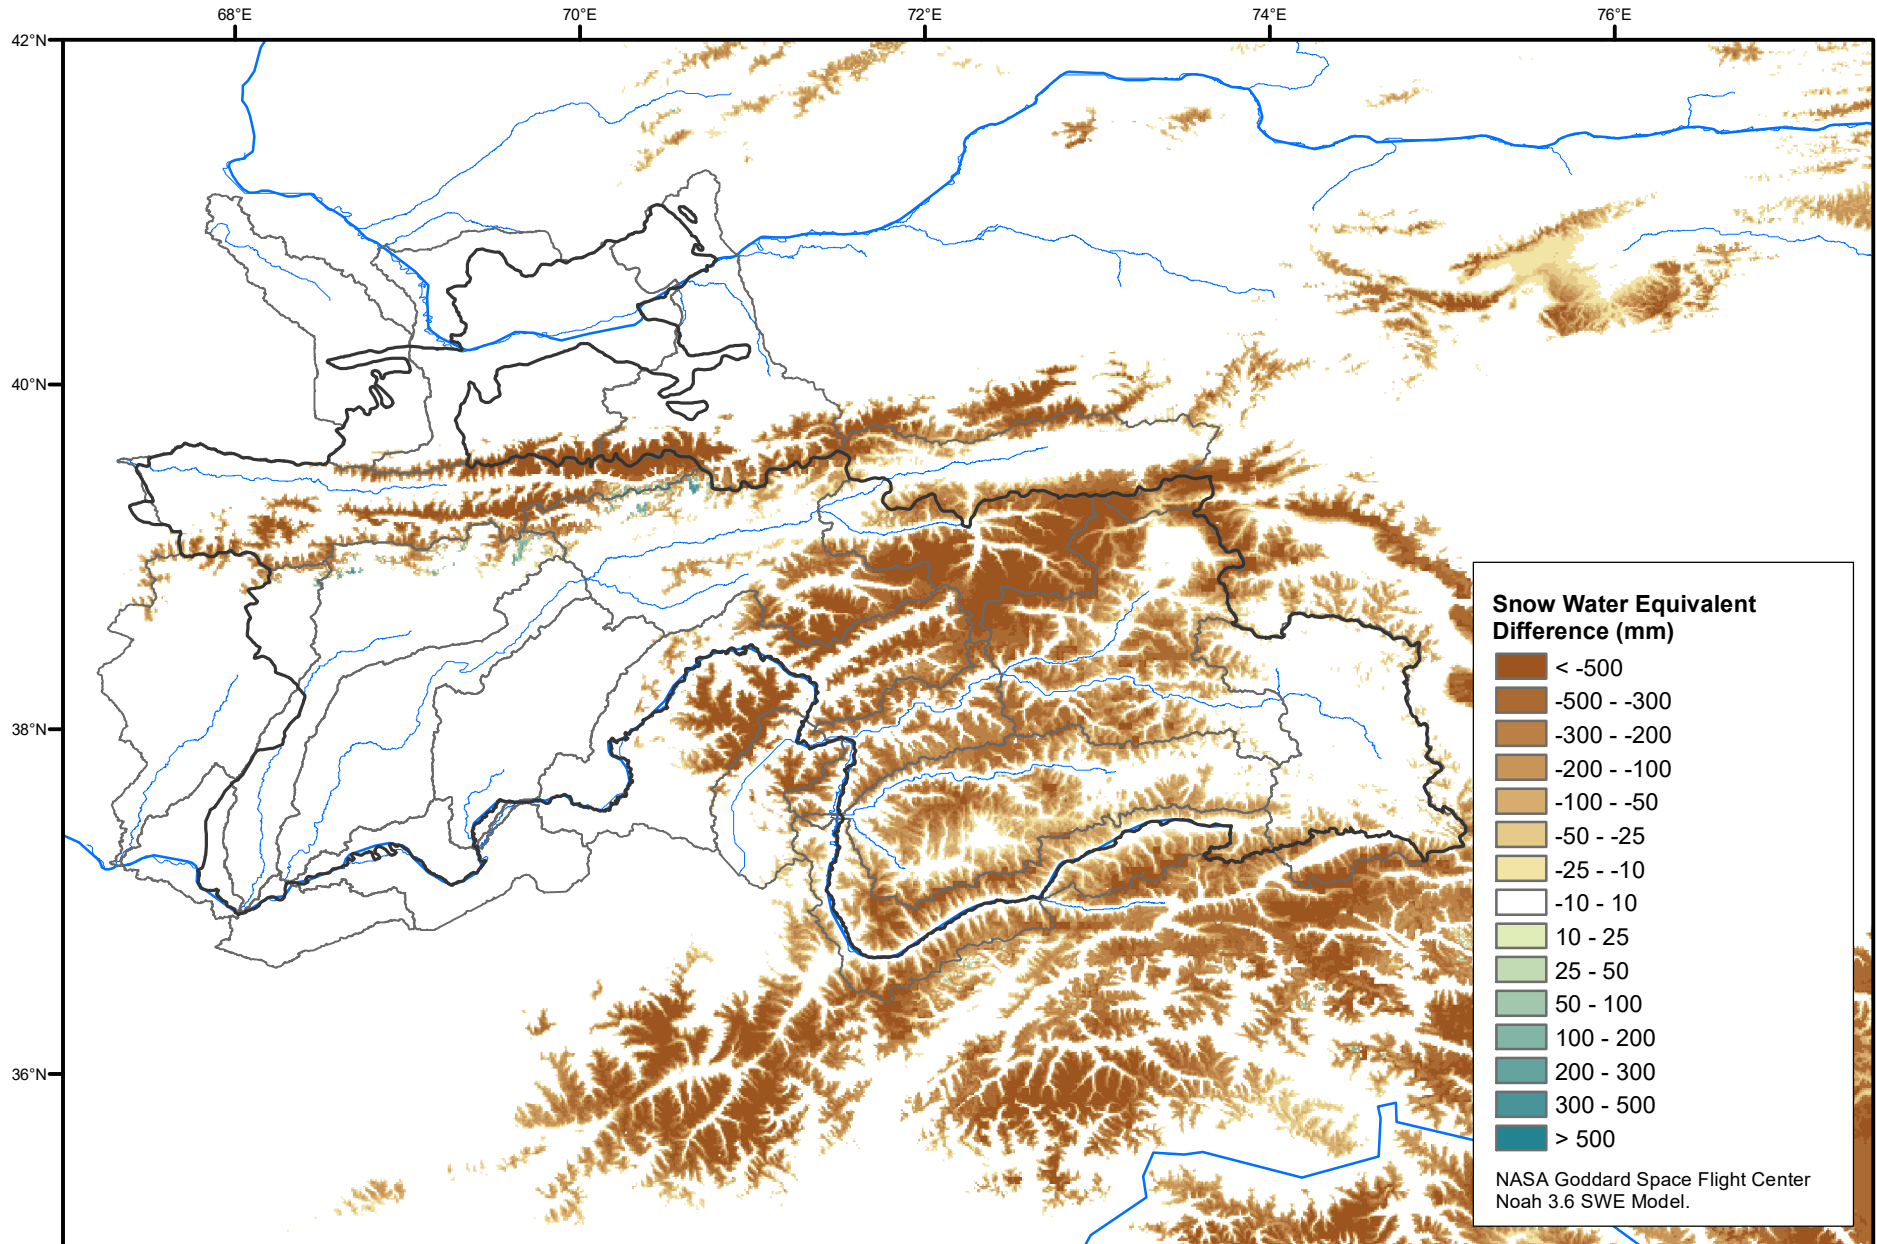 68°E 70°E 72°E 74°E 76°E
42°N
40°N
38°N
36°N
Snow Water Equivalent
Difference (mm)
< -500
-500 - -300
-300 - -200
-200 - -100
-100 - -50
-50 - -25
-25 - -10
-10 - 10
10 - 25
25 - 50
50 - 100
100 - 200
200 - 300
300 - 500
> 500
NASA Goddard Space Flight Center
Noah 3.6 SWE Model.